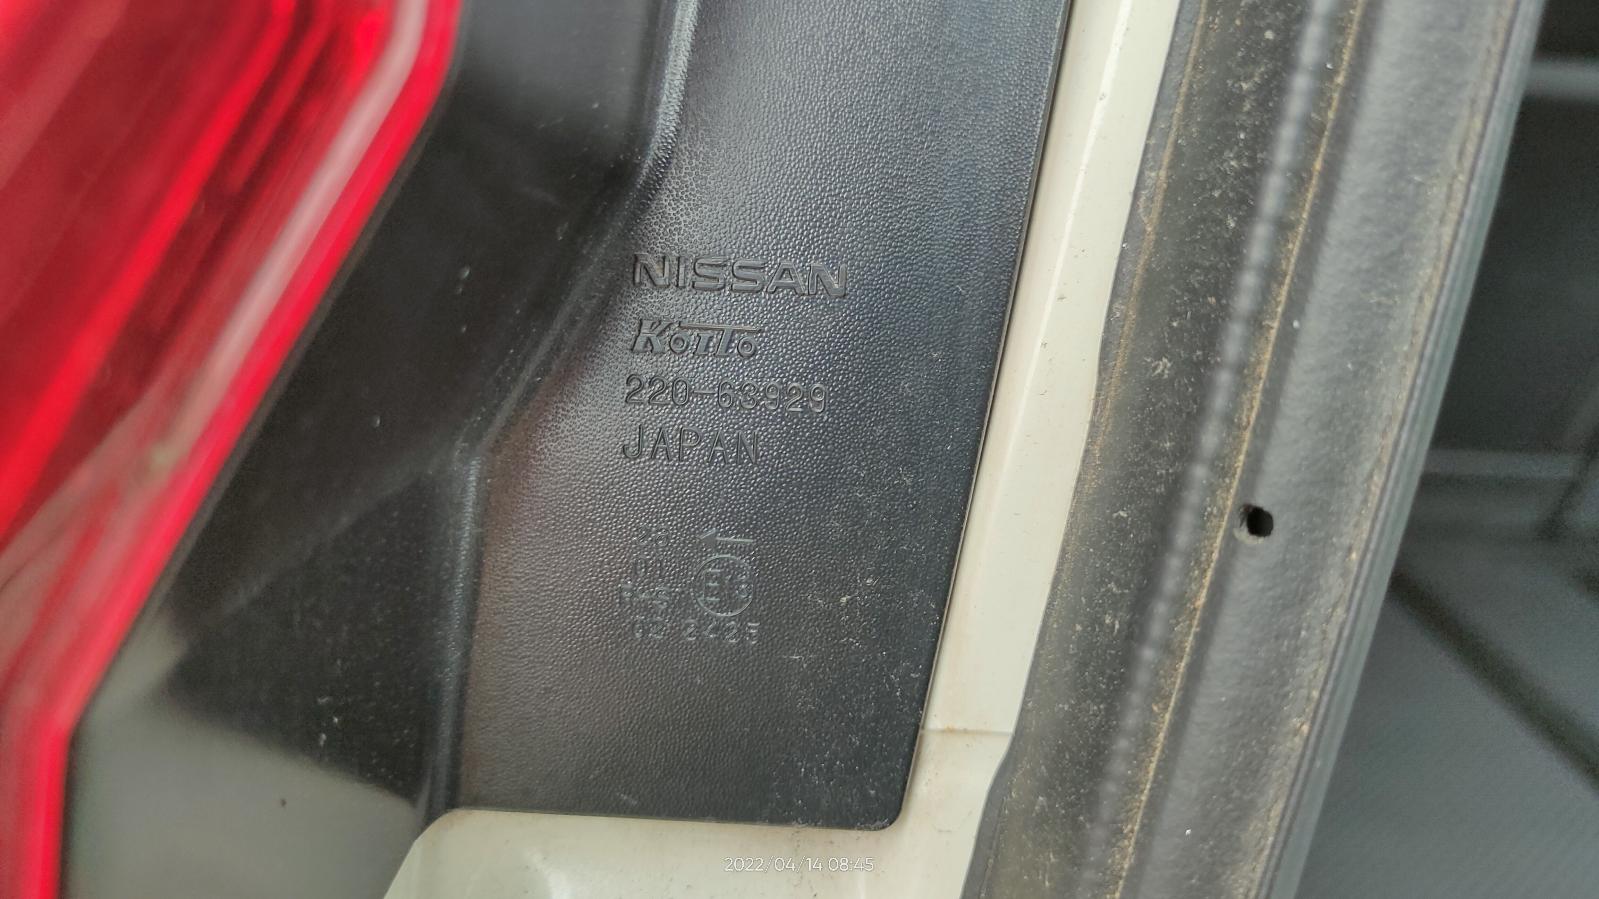 NISSAN
KoiTo
220-63929
JAPAN
2022/04/14 08:45